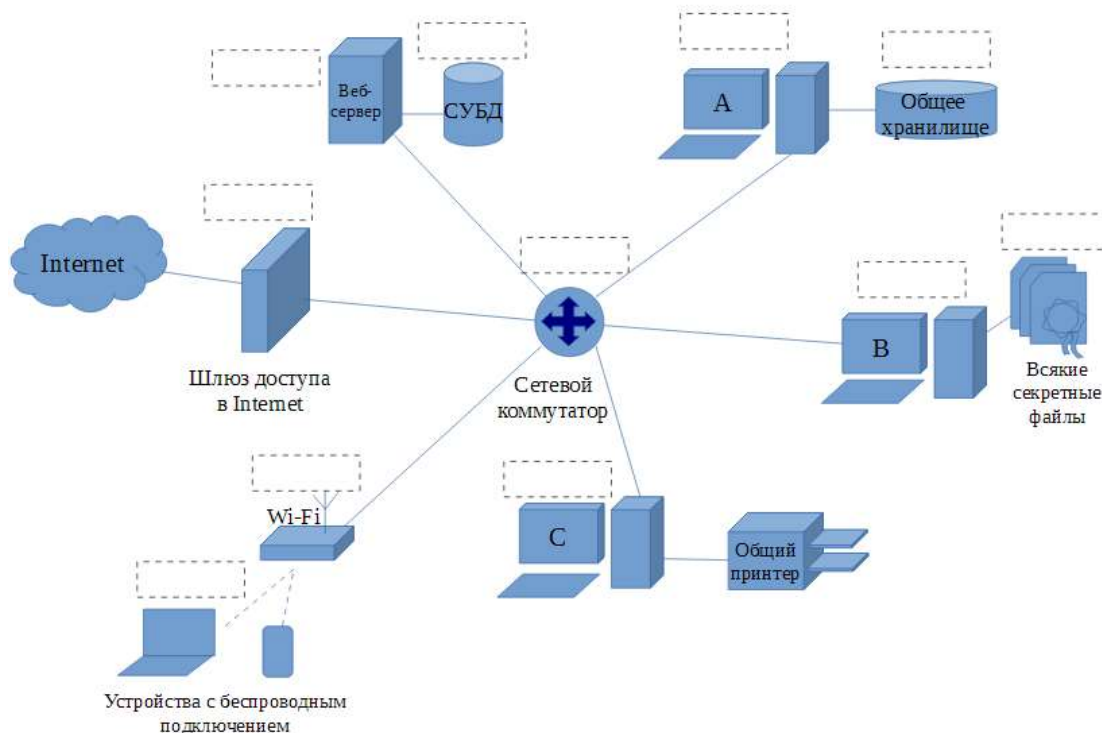 Веб-
сервер
СУБД
A
Общее
хранилище
Internet
Шлюз доступа
в Internet
Сетевой
коммутатор
B
Всякие
секретные
файлы
Wi-Fi
C
Общий
принтер
Устройства с беспроводным
подключением